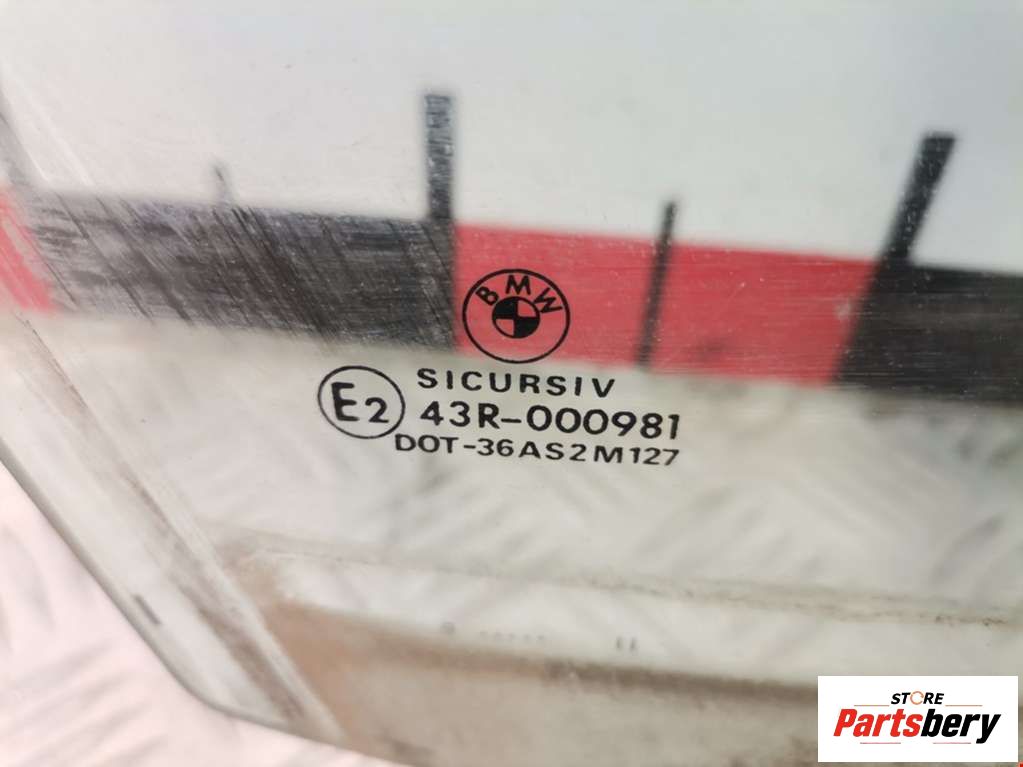 BMW
SICURSIV
E2 43R-000981
DOT-36AS2M127
STORE
Partsbery